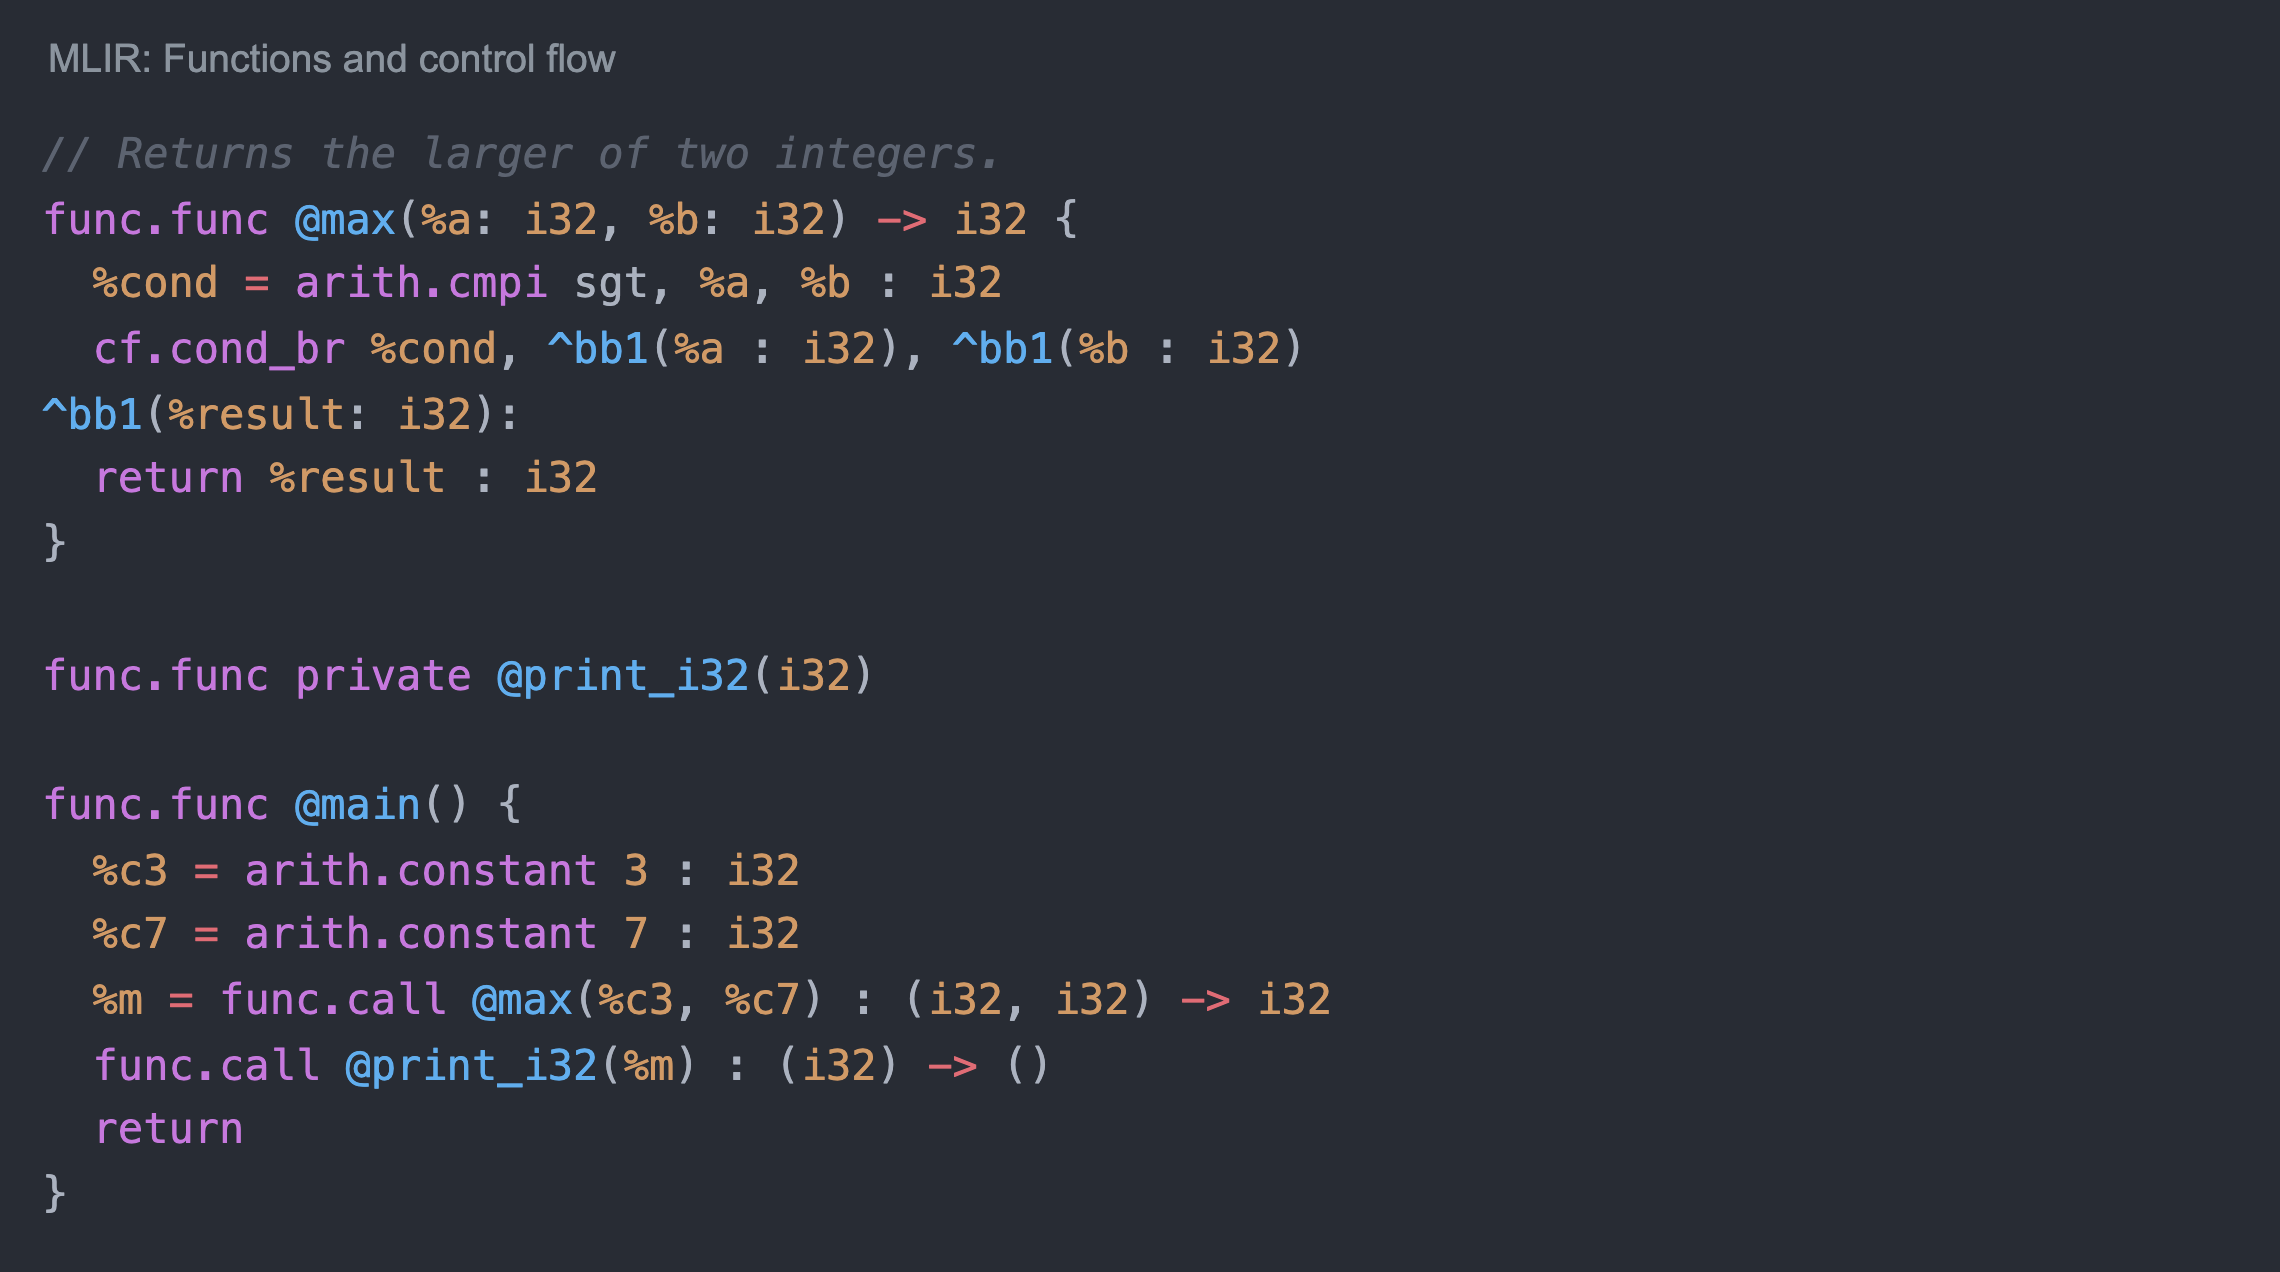 MLIR: Functions and control flow
// Returns the larger of two integers.
func.func @max(%a: i32, %b: i32) -> i32 {
  %cond = arith.cmpi sgt, %a, %b : i32
  cf.cond_br %cond, ^bb1(%a : i32), ^bb1(%b : i32)
^bb1(%result: i32):
  return %result : i32
}
func.func private @print_i32(i32)
func.func @main() {
  %c3 = arith.constant 3 : i32
  %c7 = arith.constant 7 : i32
  %m = func.call @max(%c3, %c7) : (i32, i32) -> i32
  func.call @print_i32(%m) : (i32) -> ()
  return
}